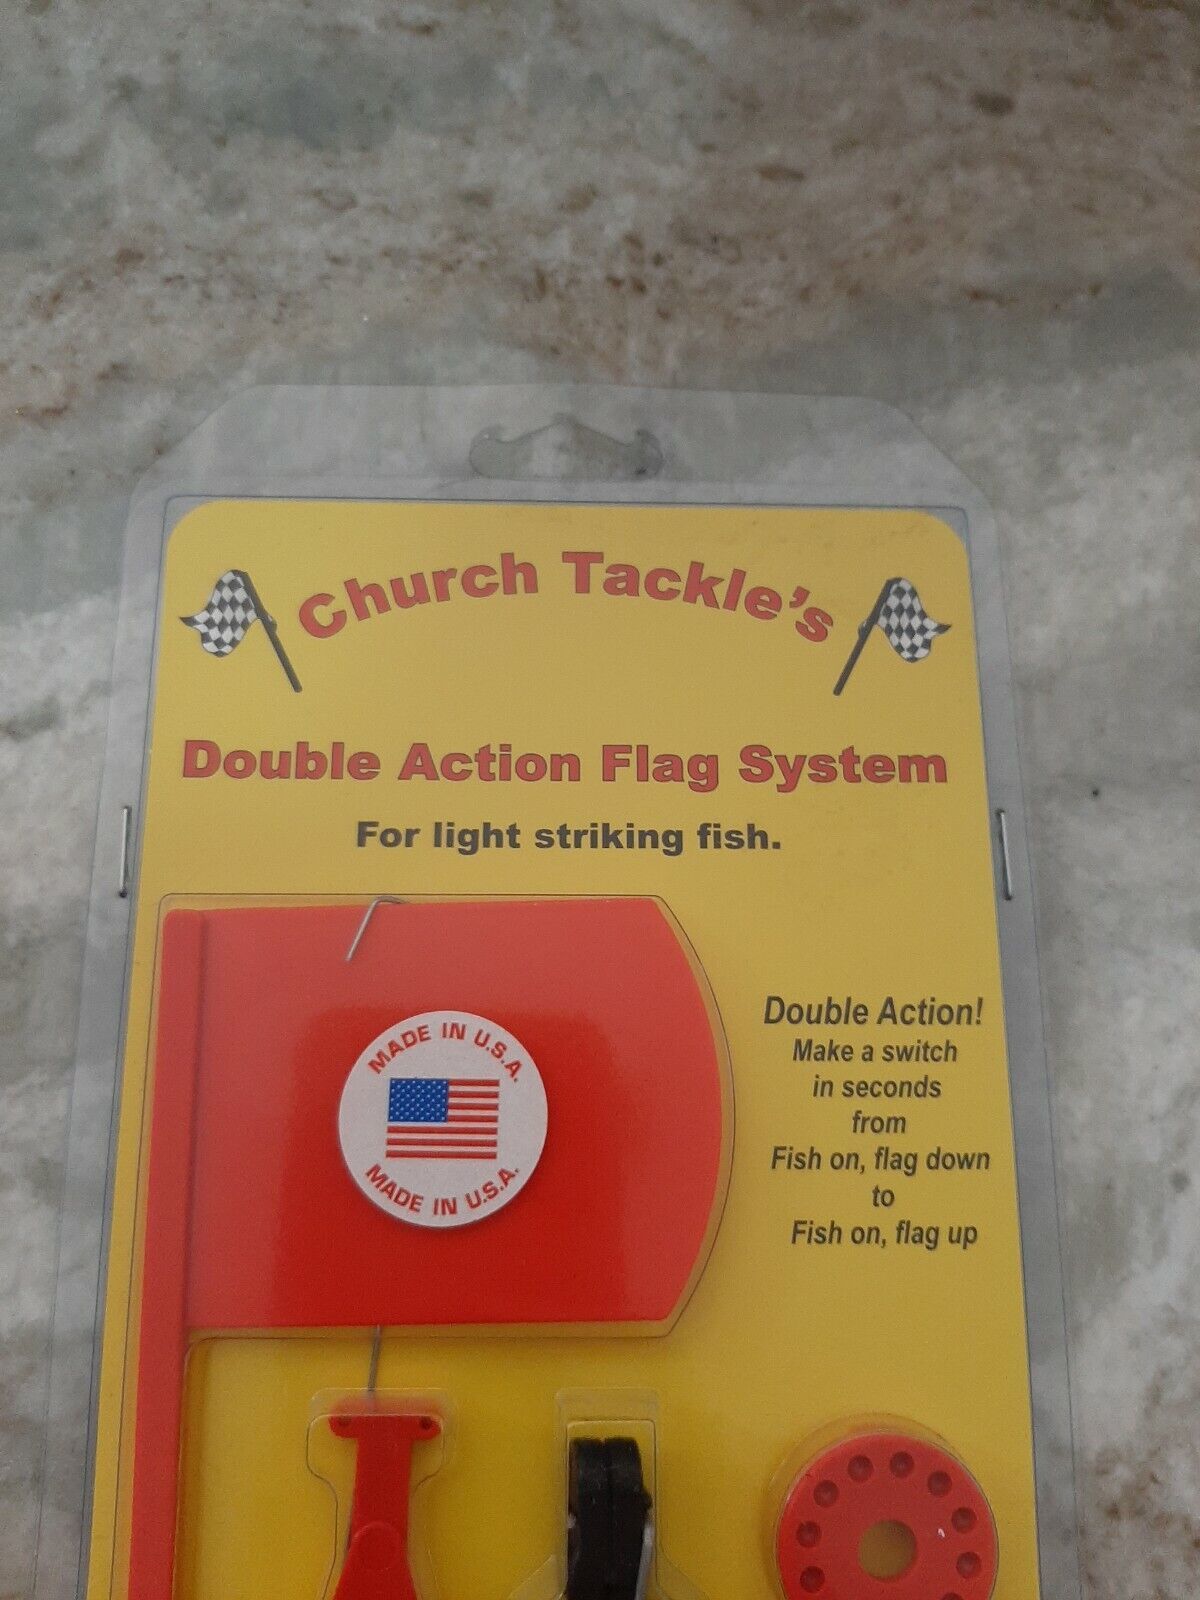 Church Tackle's
Double Action Flag System
For light striking fish.
MADE IN U.S.A.
MADE IN U.S.A.
Double Action!
Make a switch
in seconds
from
Fish on, flag down
to
Fish on, flag up